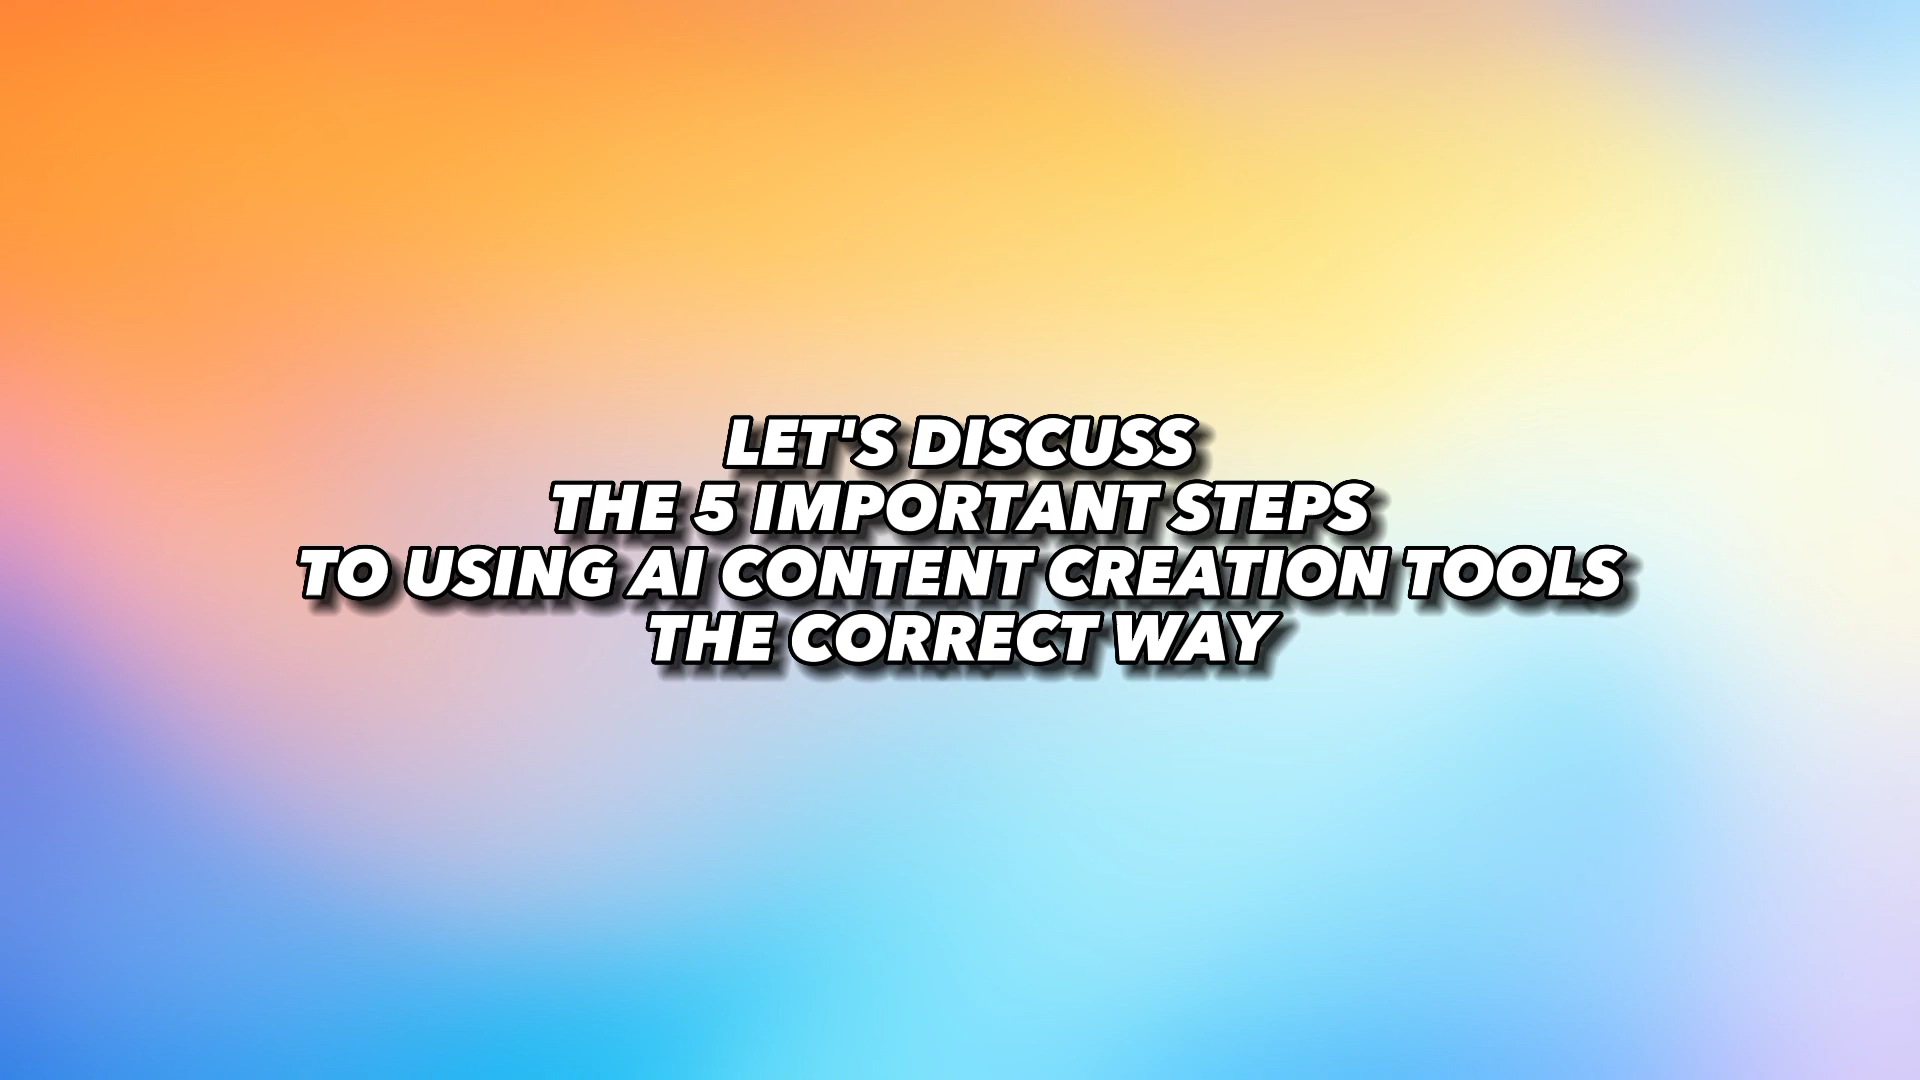 LET'S DISCUSS
THE 5 IMPORTANT STEPS
TO USING AI CONTENT CREATION TOOLS
THE CORRECT WAY